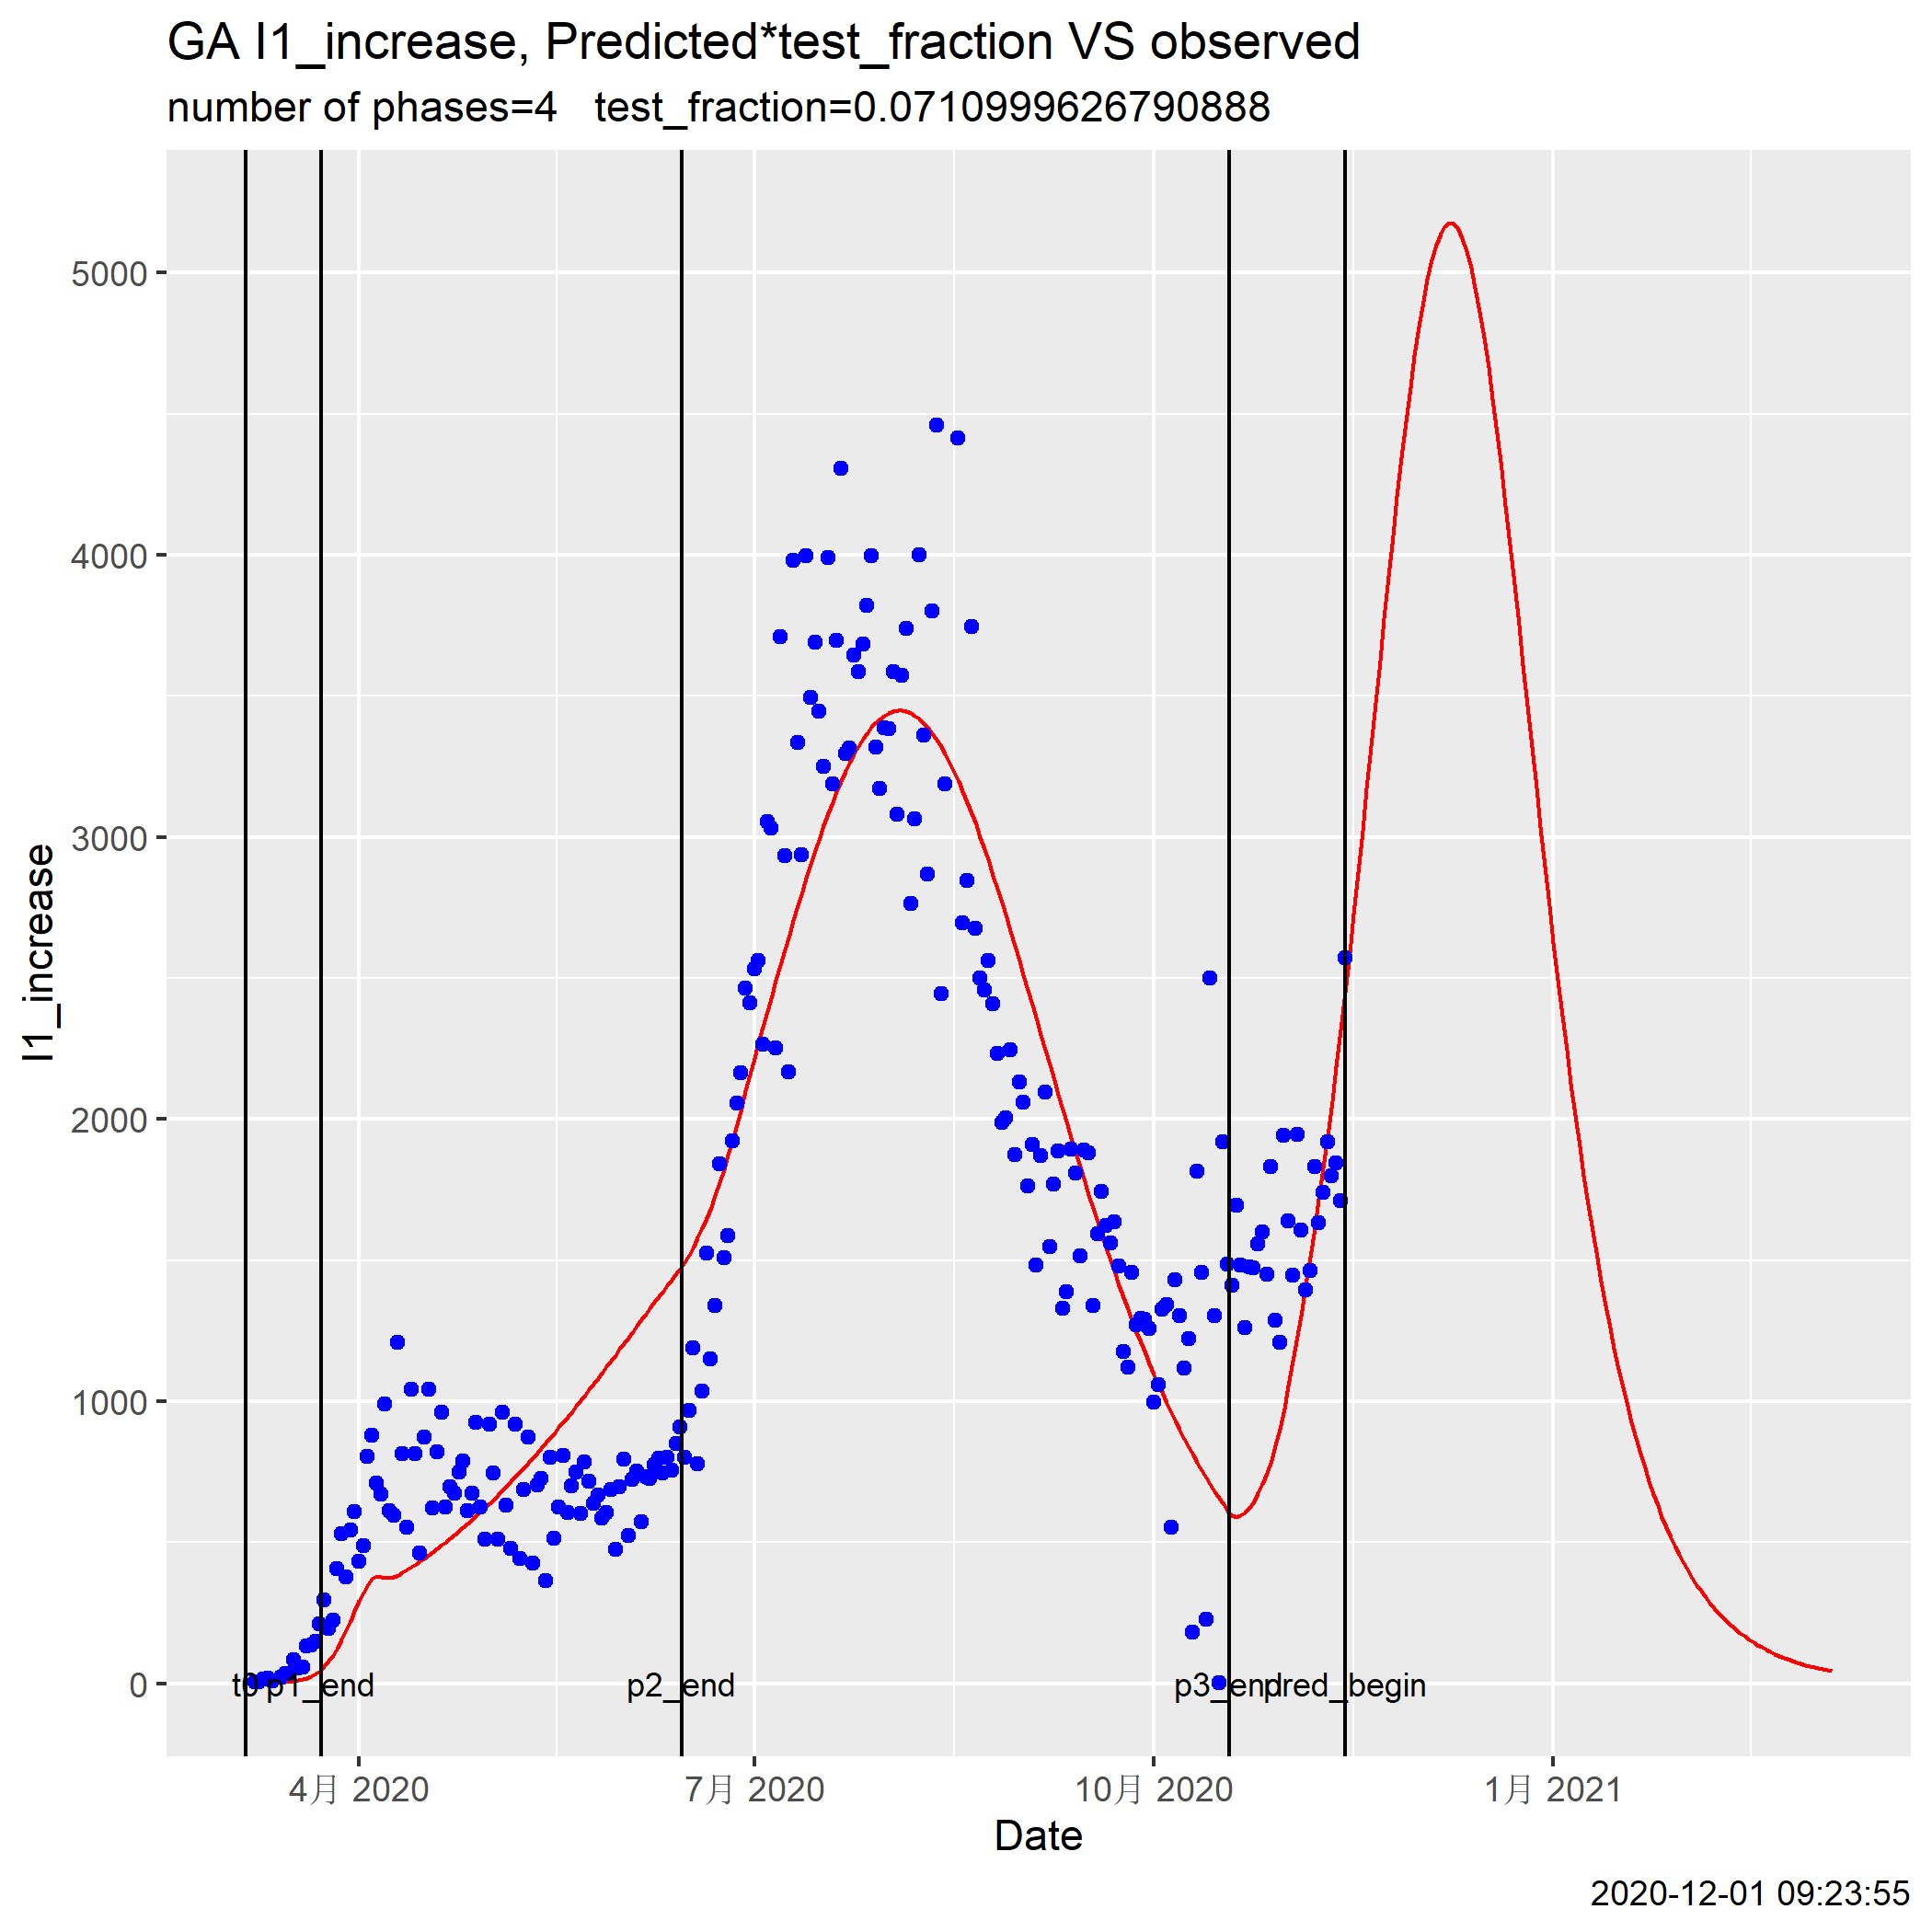 GA I1_increase, Predicted*test_fraction VS observed
number of phases=4   test_fraction=0.0710999626790888
I1_increase
5000
4000
3000
2000
1000
0
t0
p1_end
p2_end
p3_end
pred_begin
4月 2020
7月 2020
10月 2020
1月 2021
Date
2020-12-01 09:23:55